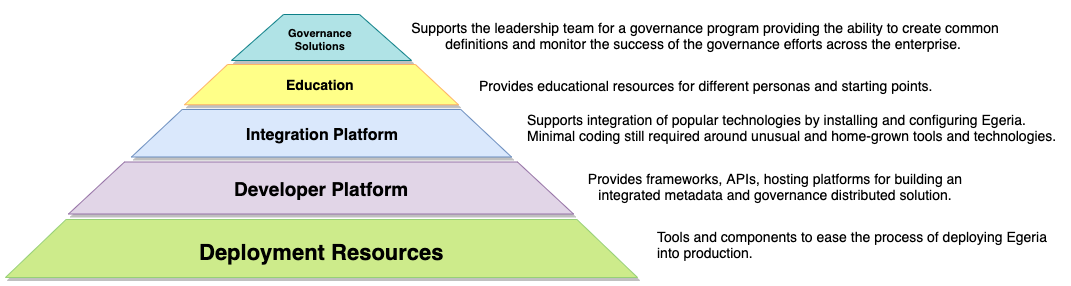 Governance
Solutions
Supports the leadership team for a governance program providing the ability to create common
definitions and monitor the success of the governance efforts across the enterprise.
Education
Provides educational resources for different personas and starting points.
Integration Platform
Supports integration of popular technologies by installing and configuring Egeria.
Minimal coding still required around unusual and home-grown tools and technologies.
Developer Platform
Provides frameworks, APIs, hosting platforms for building an
integrated metadata and governance distributed solution.
Deployment Resources
Tools and components to ease the process of deploying Egeria
into production.